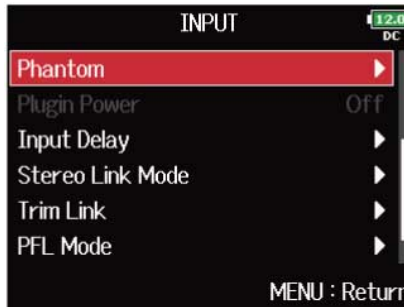 INPUT
12.0
DC
Phantom
Plugin Power Off
Input Delay
Stereo Link Mode
Trim Link
PFL Mode
MENU : Return